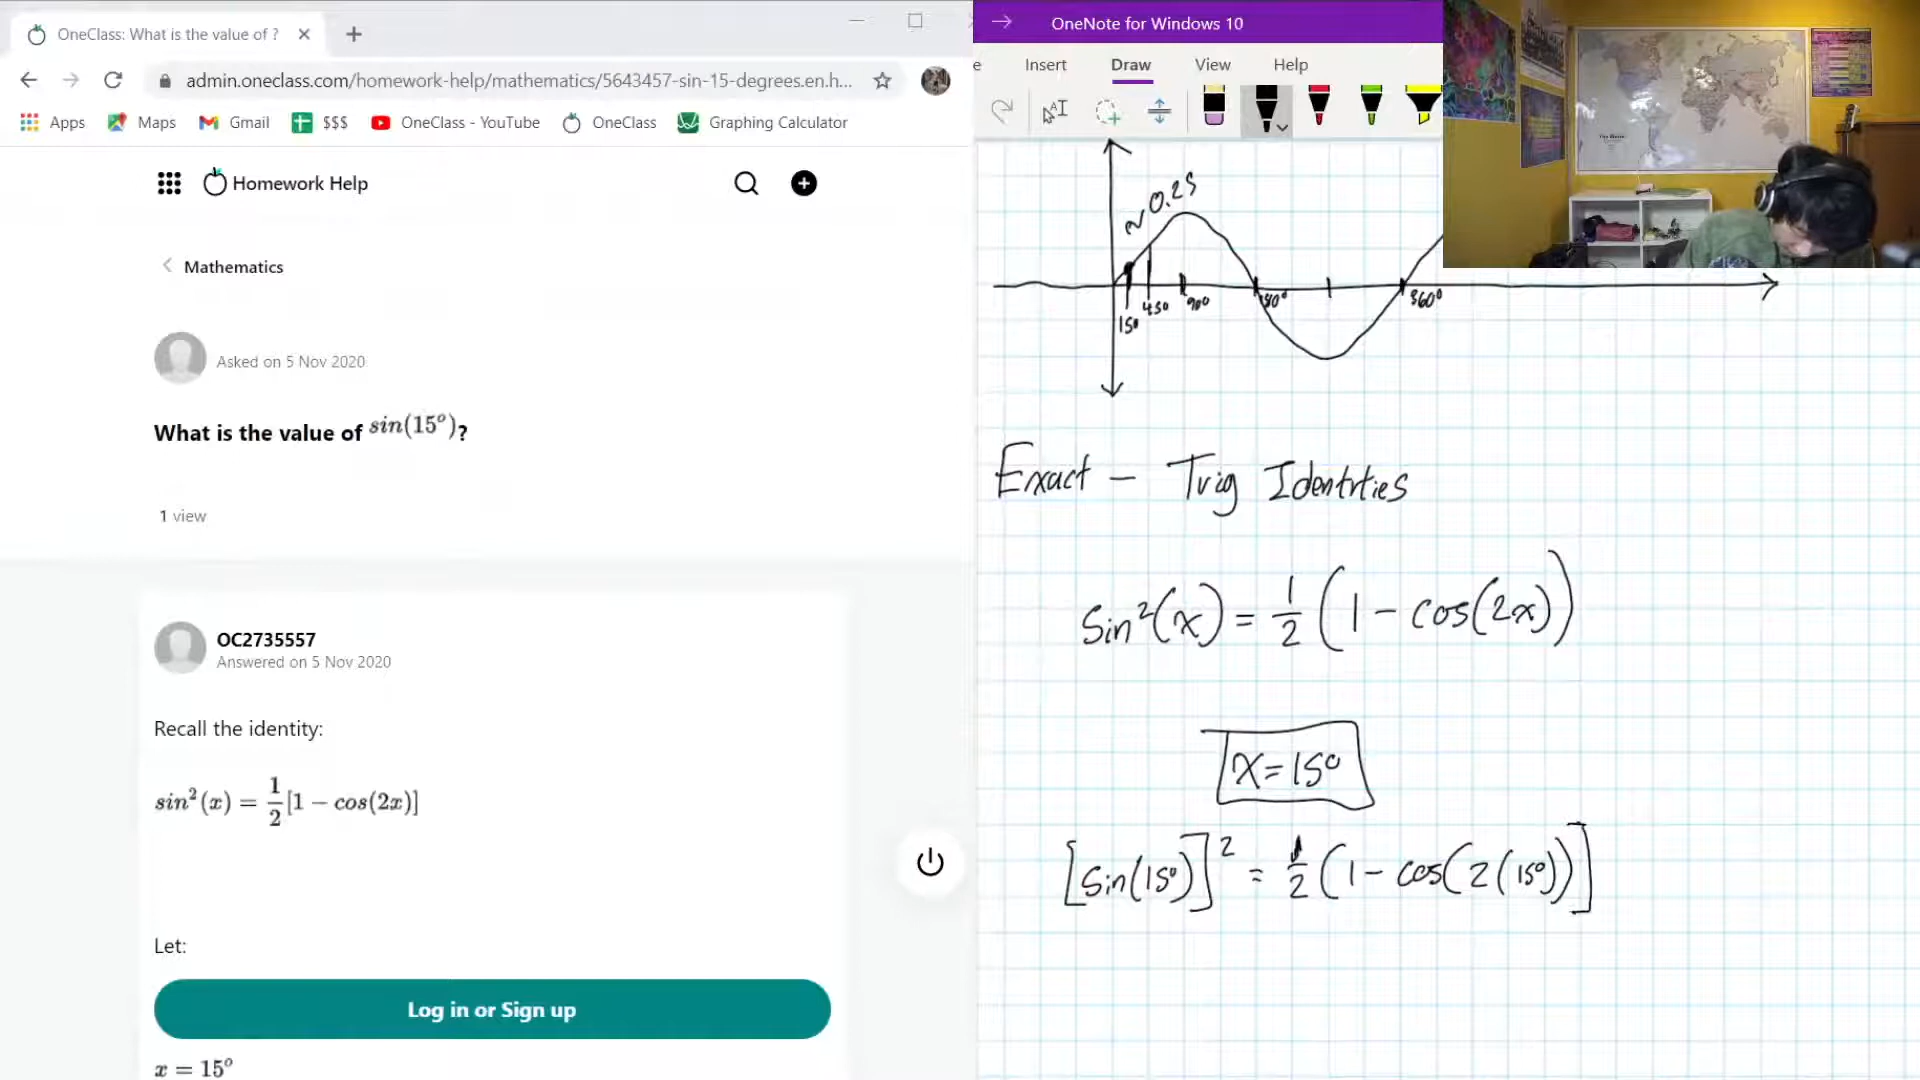 OneClass: What is the value of ?
admin.oneclass.com/homework-help/mathematics/5643457-sin-15-degrees.en.h...
Apps Maps Gmail $$$ OneClass - YouTube OneClass Graphing Calculator
Homework Help
Mathematics
Asked on 5 Nov 2020
What is the value of sin(15°)?
1 view
OC2735557
Answered on 5 Nov 2020
Recall the identity:
sin²(x) = 1/2[1 − cos(2x)]
Let:
Log in or Sign up
x = 15°
OneNote for Windows 10
Insert Draw View Help
~0.25
15° 45° 90° 180° 360°
Exact - Trig Identities
sin²(x) = 1/2 (1 - cos(2x))
x = 15°
[sin(15°)]² = 1/2 (1 - cos(2(15°))]